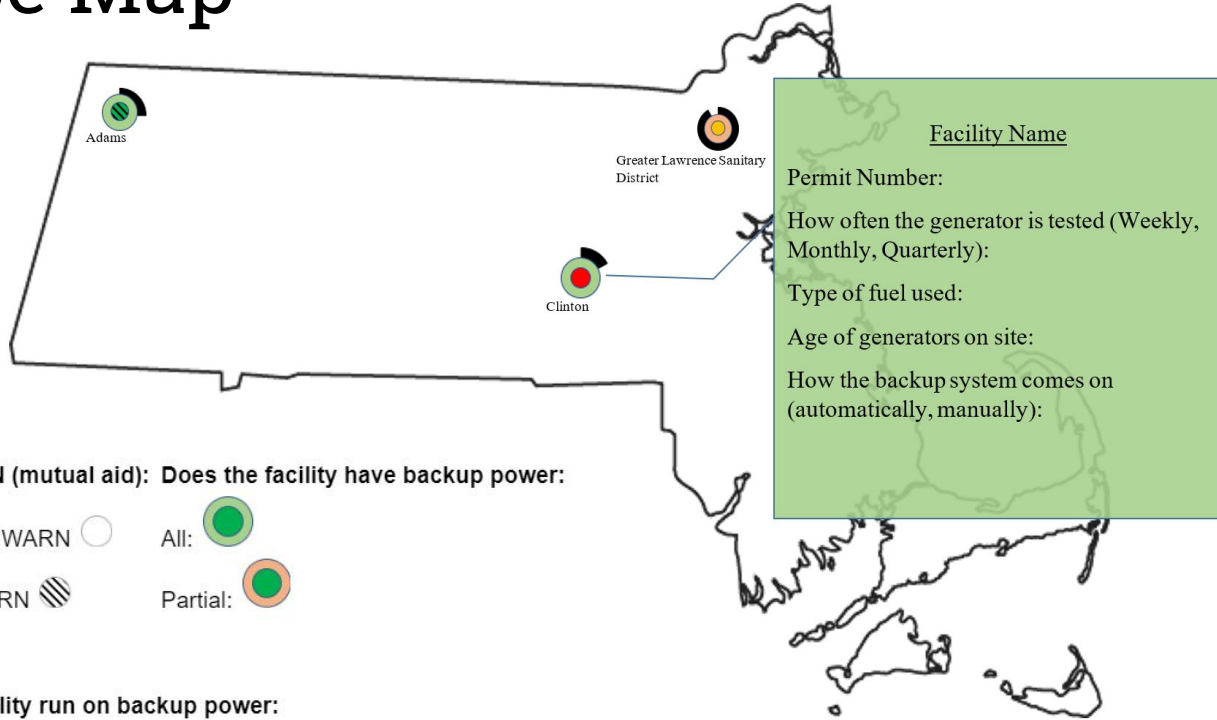 Map
Adams
Greater Lawrence Sanitary
District
Clinton
Facility Name
Permit Number:
How often the generator is tested (Weekly,
Monthly, Quarterly):
Type of fuel used:
Age of generators on site:
How the backup system comes on
(automatically, manually):
(mutual aid):
Does the facility have backup power:
WARN
All:
Partial:
run on backup power: